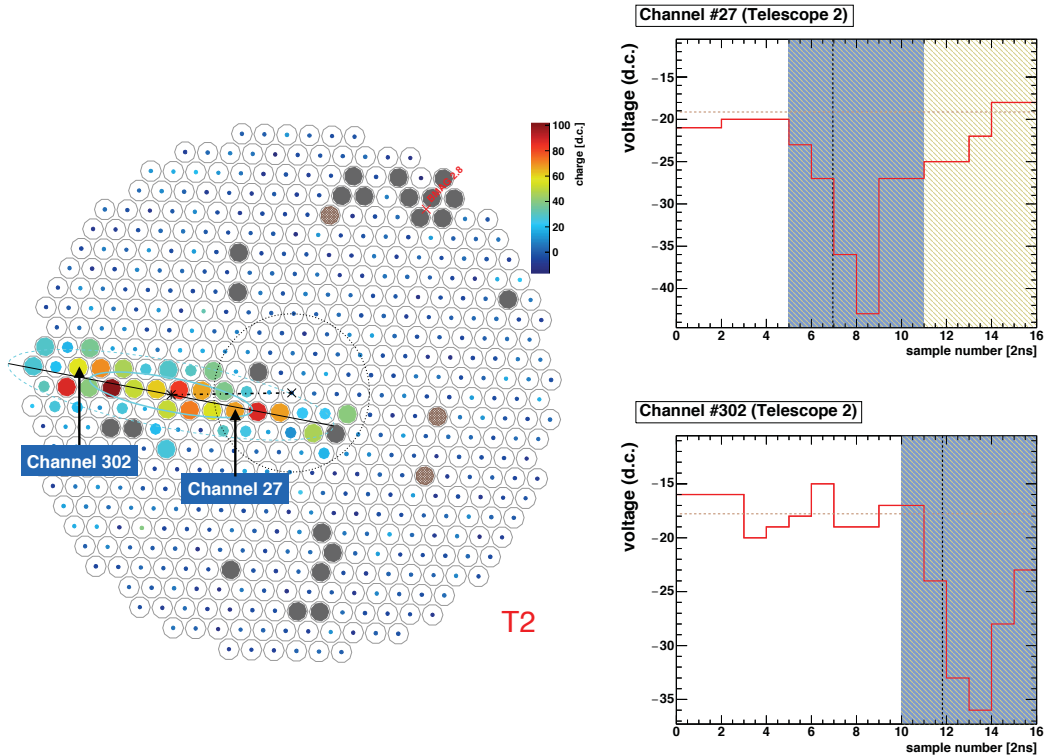 Channel #27 (Telescope 2)
voltage (d.c.)
−15
−20
−25
−30
−35
−40
0 2 4 6 8 10 12 14 16
sample number [2ns]
100
80
60
40
20
0
charge [d.c.]
2.8
Channel 302
Channel 27
T2
Channel #302 (Telescope 2)
voltage (d.c.)
−15
−20
−25
−30
−35
0 2 4 6 8 10 12 14 16
sample number [2ns]